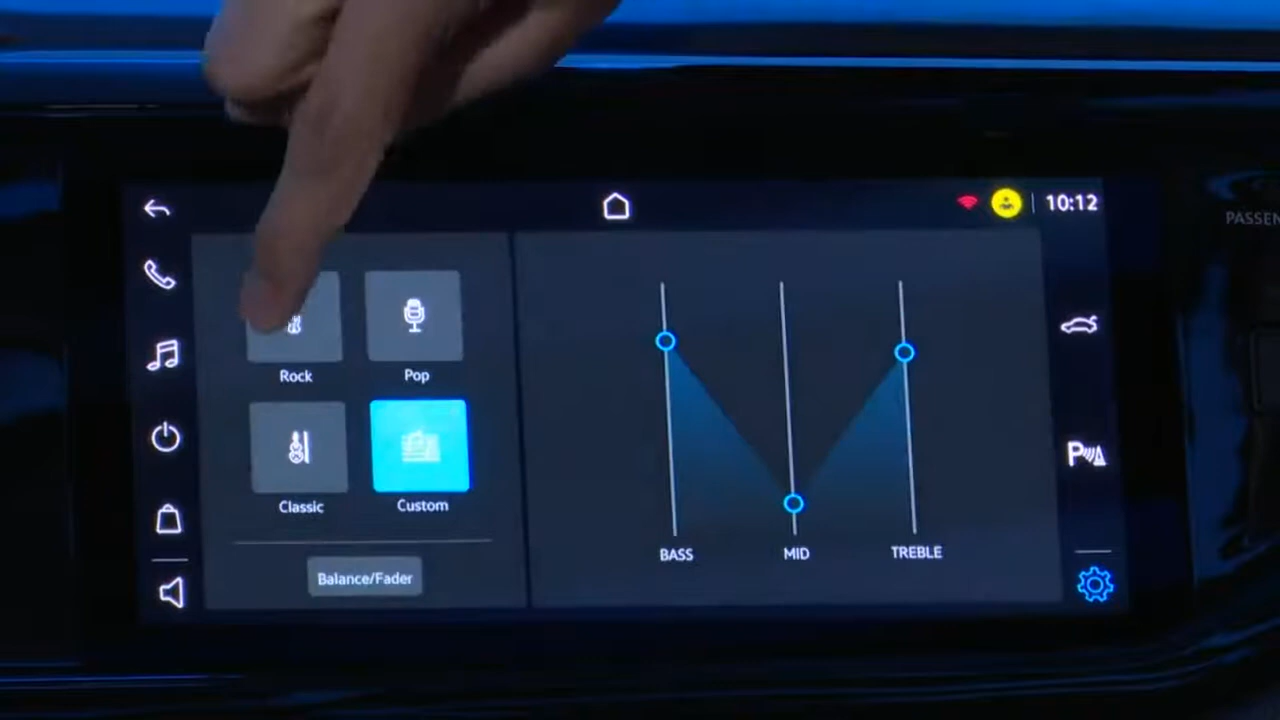 10:12
PASSEN
Rock
Pop
Classic
Custom
Balance/Fader
BASS
MID
TREBLE
P